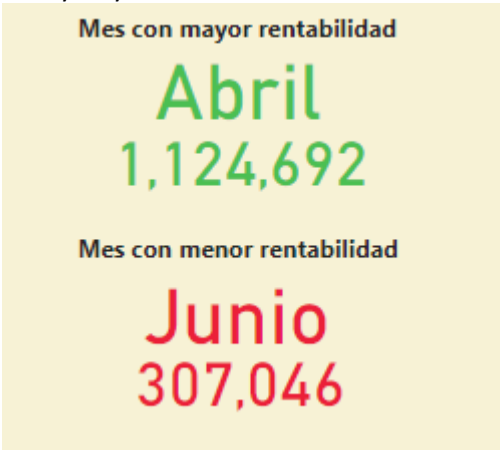 Mes con mayor rentabilidad
Abril
1,124,692
Mes con menor rentabilidad
Junio
307,046